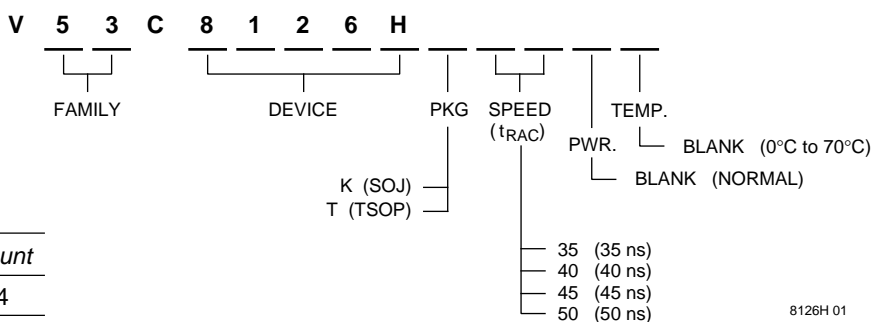 V 5 3 C 8 1 2 6 H
FAMILY DEVICE PKG SPEED TEMP.
(tRAC) PWR.
BLANK (0°C to 70°C)
BLANK (NORMAL)
K (SOJ)
T (TSOP)
35 (35 ns)
40 (40 ns)
45 (45 ns)
50 (50 ns)
unt
4
8126H 01